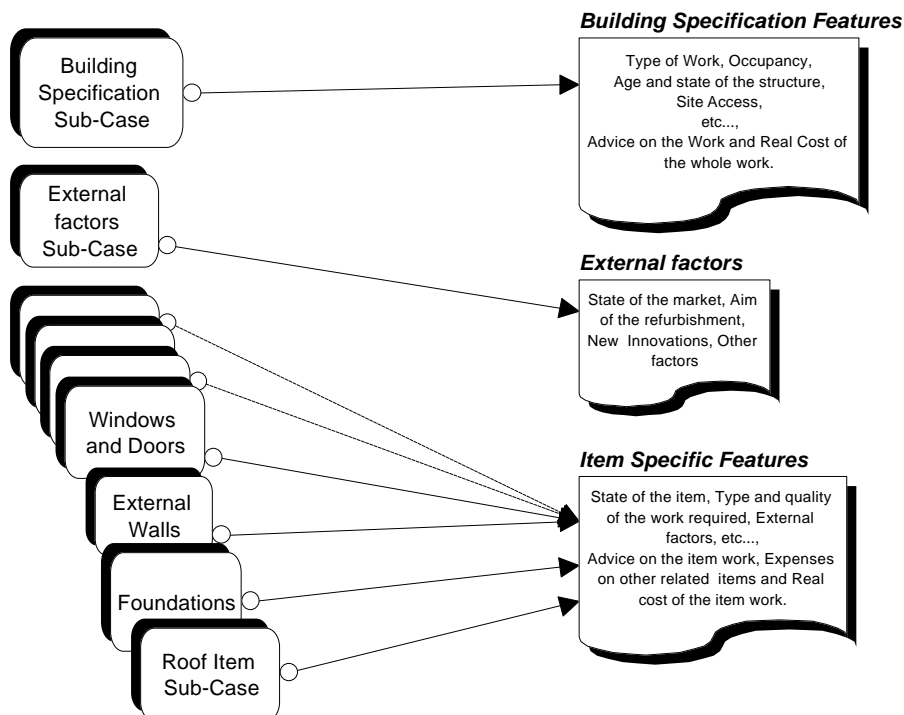 Building Specification Features
Building
Specification
Sub-Case
Type of Work, Occupancy,
Age and state of the structure,
Site Access,
etc...,
Advice on the Work and Real Cost of
the whole work.
External
factors
Sub-Case
External factors
State of the market, Aim
of the refurbishment,
New Innovations, Other
factors
Windows
and Doors
External
Walls
Foundations
Roof Item
Sub-Case
Item Specific Features
State of the item, Type and quality
of the work required, External
factors, etc...,
Advice on the item work, Expenses
on other related items and Real
cost of the item work.